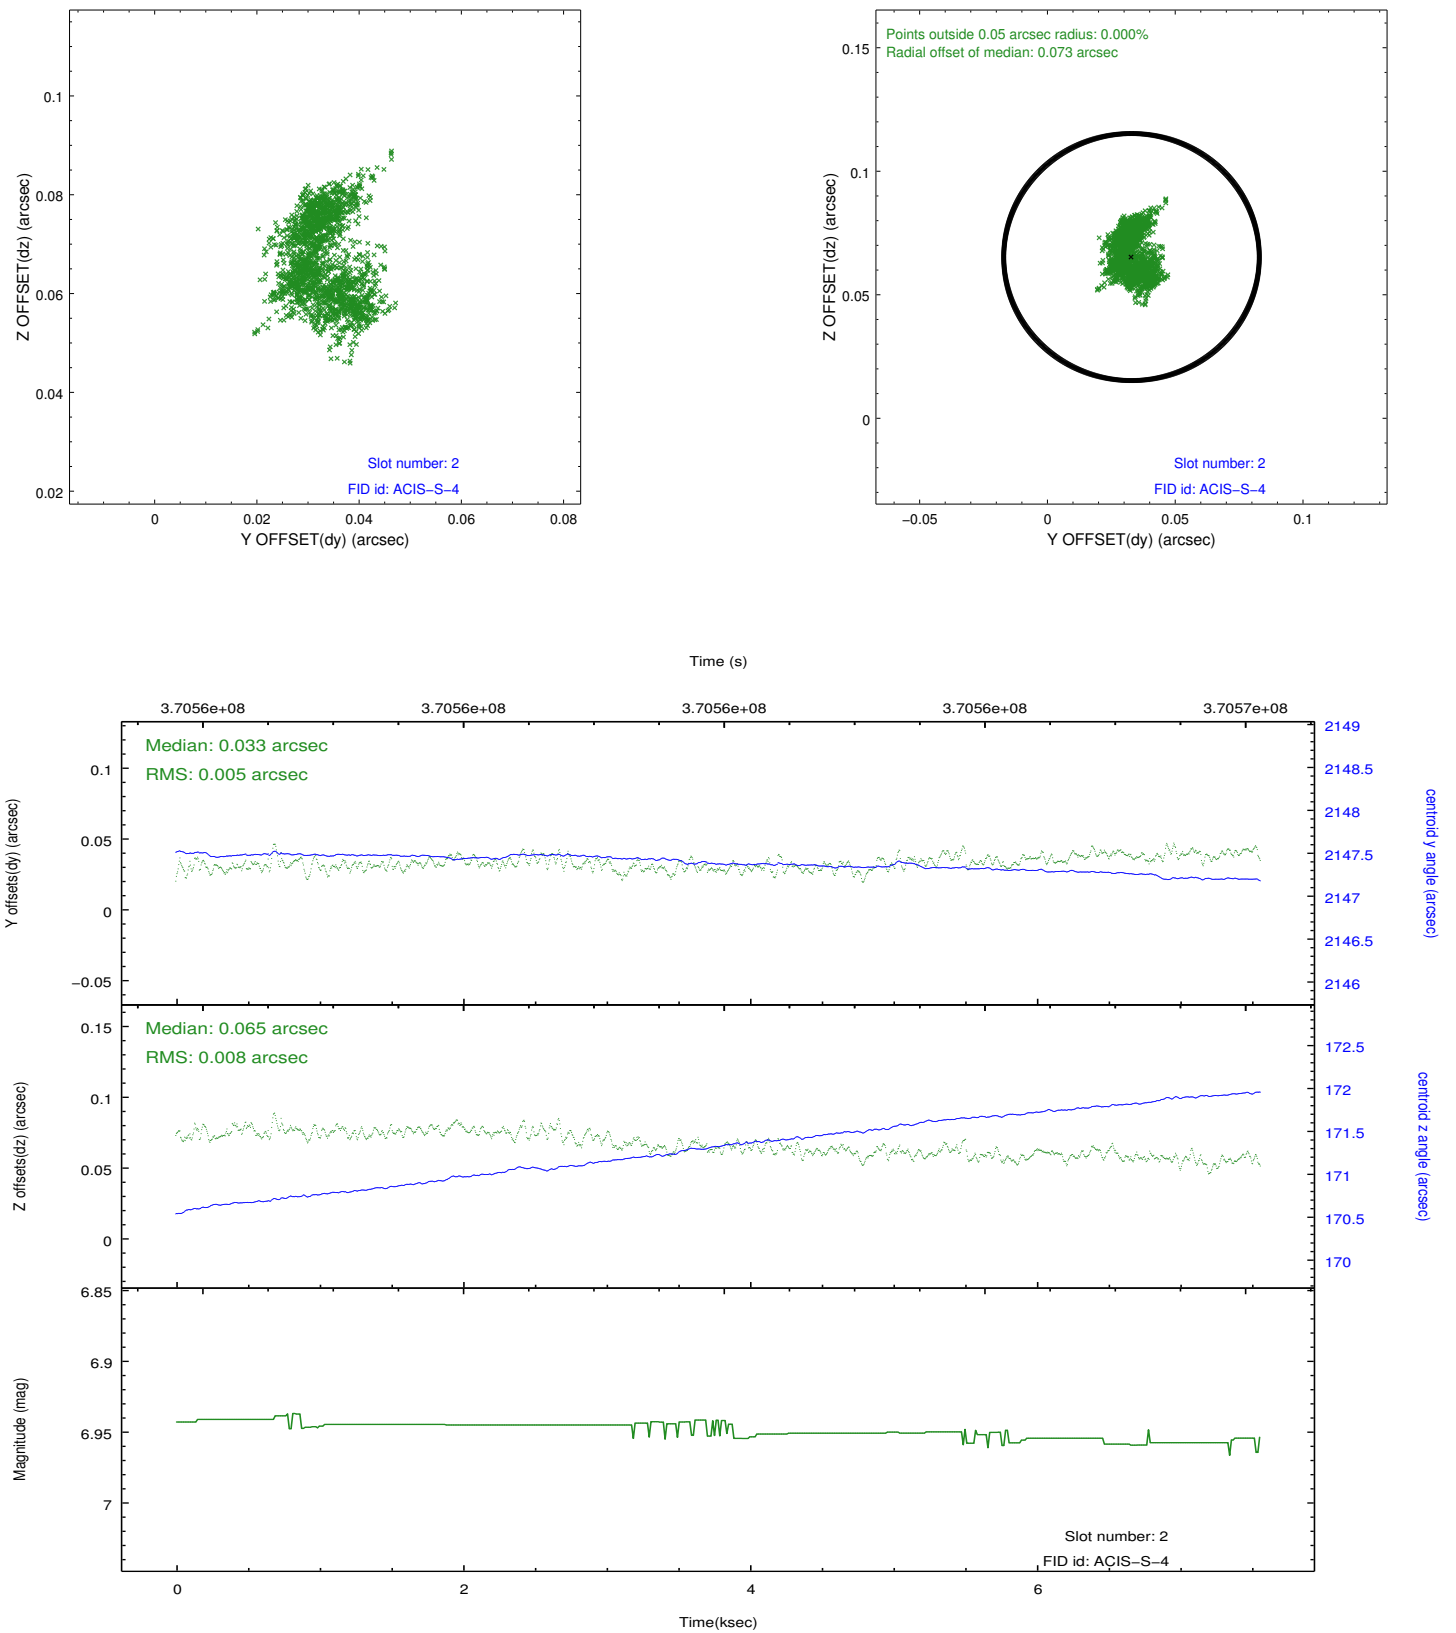 0.1
0.08
0.06
0.04
0.02
Z OFFSET(dz) (arcsec)
Slot number: 2
FID id: ACIS−S−4
0 0.02 0.04 0.06 0.08
Y OFFSET(dy) (arcsec)
Points outside 0.05 arcsec radius: 0.000%
Radial offset of median: 0.073 arcsec
0.15
0.1
0.05
0
Z OFFSET(dz) (arcsec)
Slot number: 2
FID id: ACIS−S−4
−0.05 0 0.05 0.1
Y OFFSET(dy) (arcsec)
Time (s)
3.7056e+08 3.7056e+08 3.7056e+08 3.7056e+08 3.7057e+08
Median: 0.033 arcsec
RMS: 0.005 arcsec
0.1
0.05
0
−0.05
Y offsets(dy) (arcsec)
2149
2148.5
2148
2147.5
2147
2146.5
2146
centroid y angle (arcsec)
Median: 0.065 arcsec
RMS: 0.008 arcsec
0.15
0.1
0.05
0
Z offsets(dz) (arcsec)
172.5
172
171.5
171
170.5
170
centroid z angle (arcsec)
6.85
6.9
6.95
7
Magnitude (mag)
Slot number: 2
FID id: ACIS−S−4
0 2 4 6
Time(ksec)